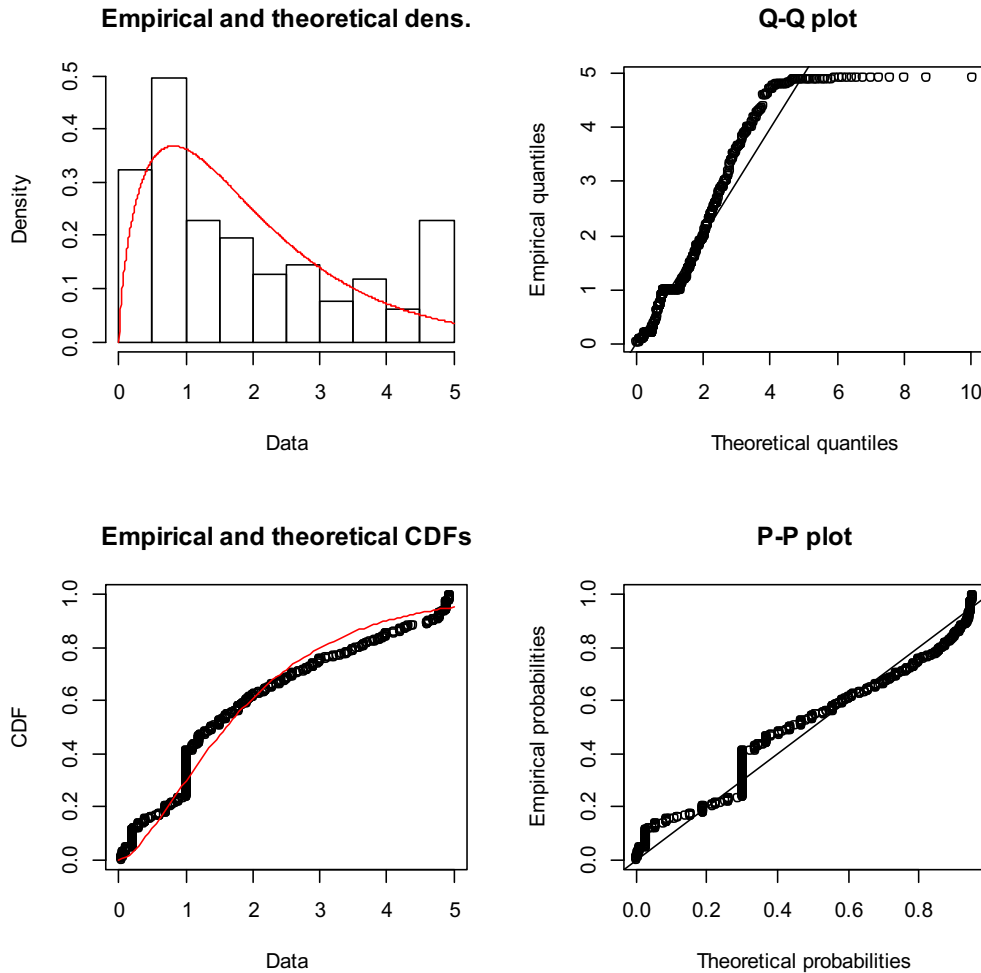 Empirical and theoretical dens.
Density
0.0 0.1 0.2 0.3 0.4 0.5
0 1 2 3 4 5
Data
Q-Q plot
Empirical quantiles
0 1 2 3 4 5
0 2 4 6 8 10
Theoretical quantiles
Empirical and theoretical CDFs
CDF
0.0 0.2 0.4 0.6 0.8 1.0
0 1 2 3 4 5
Data
P-P plot
Empirical probabilities
0.0 0.2 0.4 0.6 0.8 1.0
0.0 0.2 0.4 0.6 0.8
Theoretical probabilities